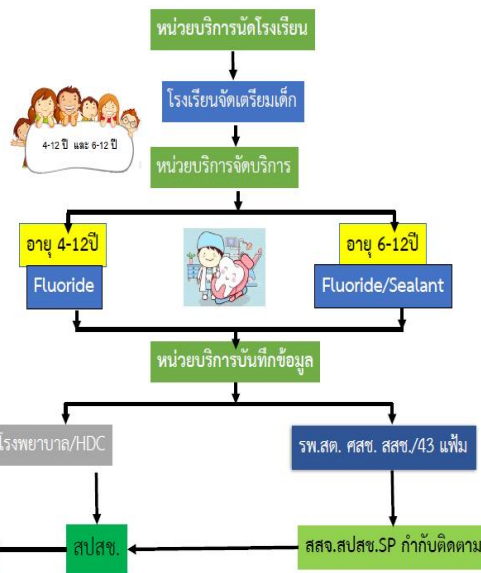 หน่วยบริการนัดโรงเรียน
โรงเรียนจัดเตรียมเด็ก
4-12 ปี และ 6-12 ปี
หน่วยบริการจัดบริการ
อายุ 4-12ปี
อายุ 6-12ปี
Fluoride
Fluoride/Sealant
หน่วยบริการบันทึกข้อมูล
โรงพยาบาล/HDC
รพ.สต. ศสช. สสช./43 แฟ้ม
สปสช.
สสจ.สปสช.SP กำกับติดตาม